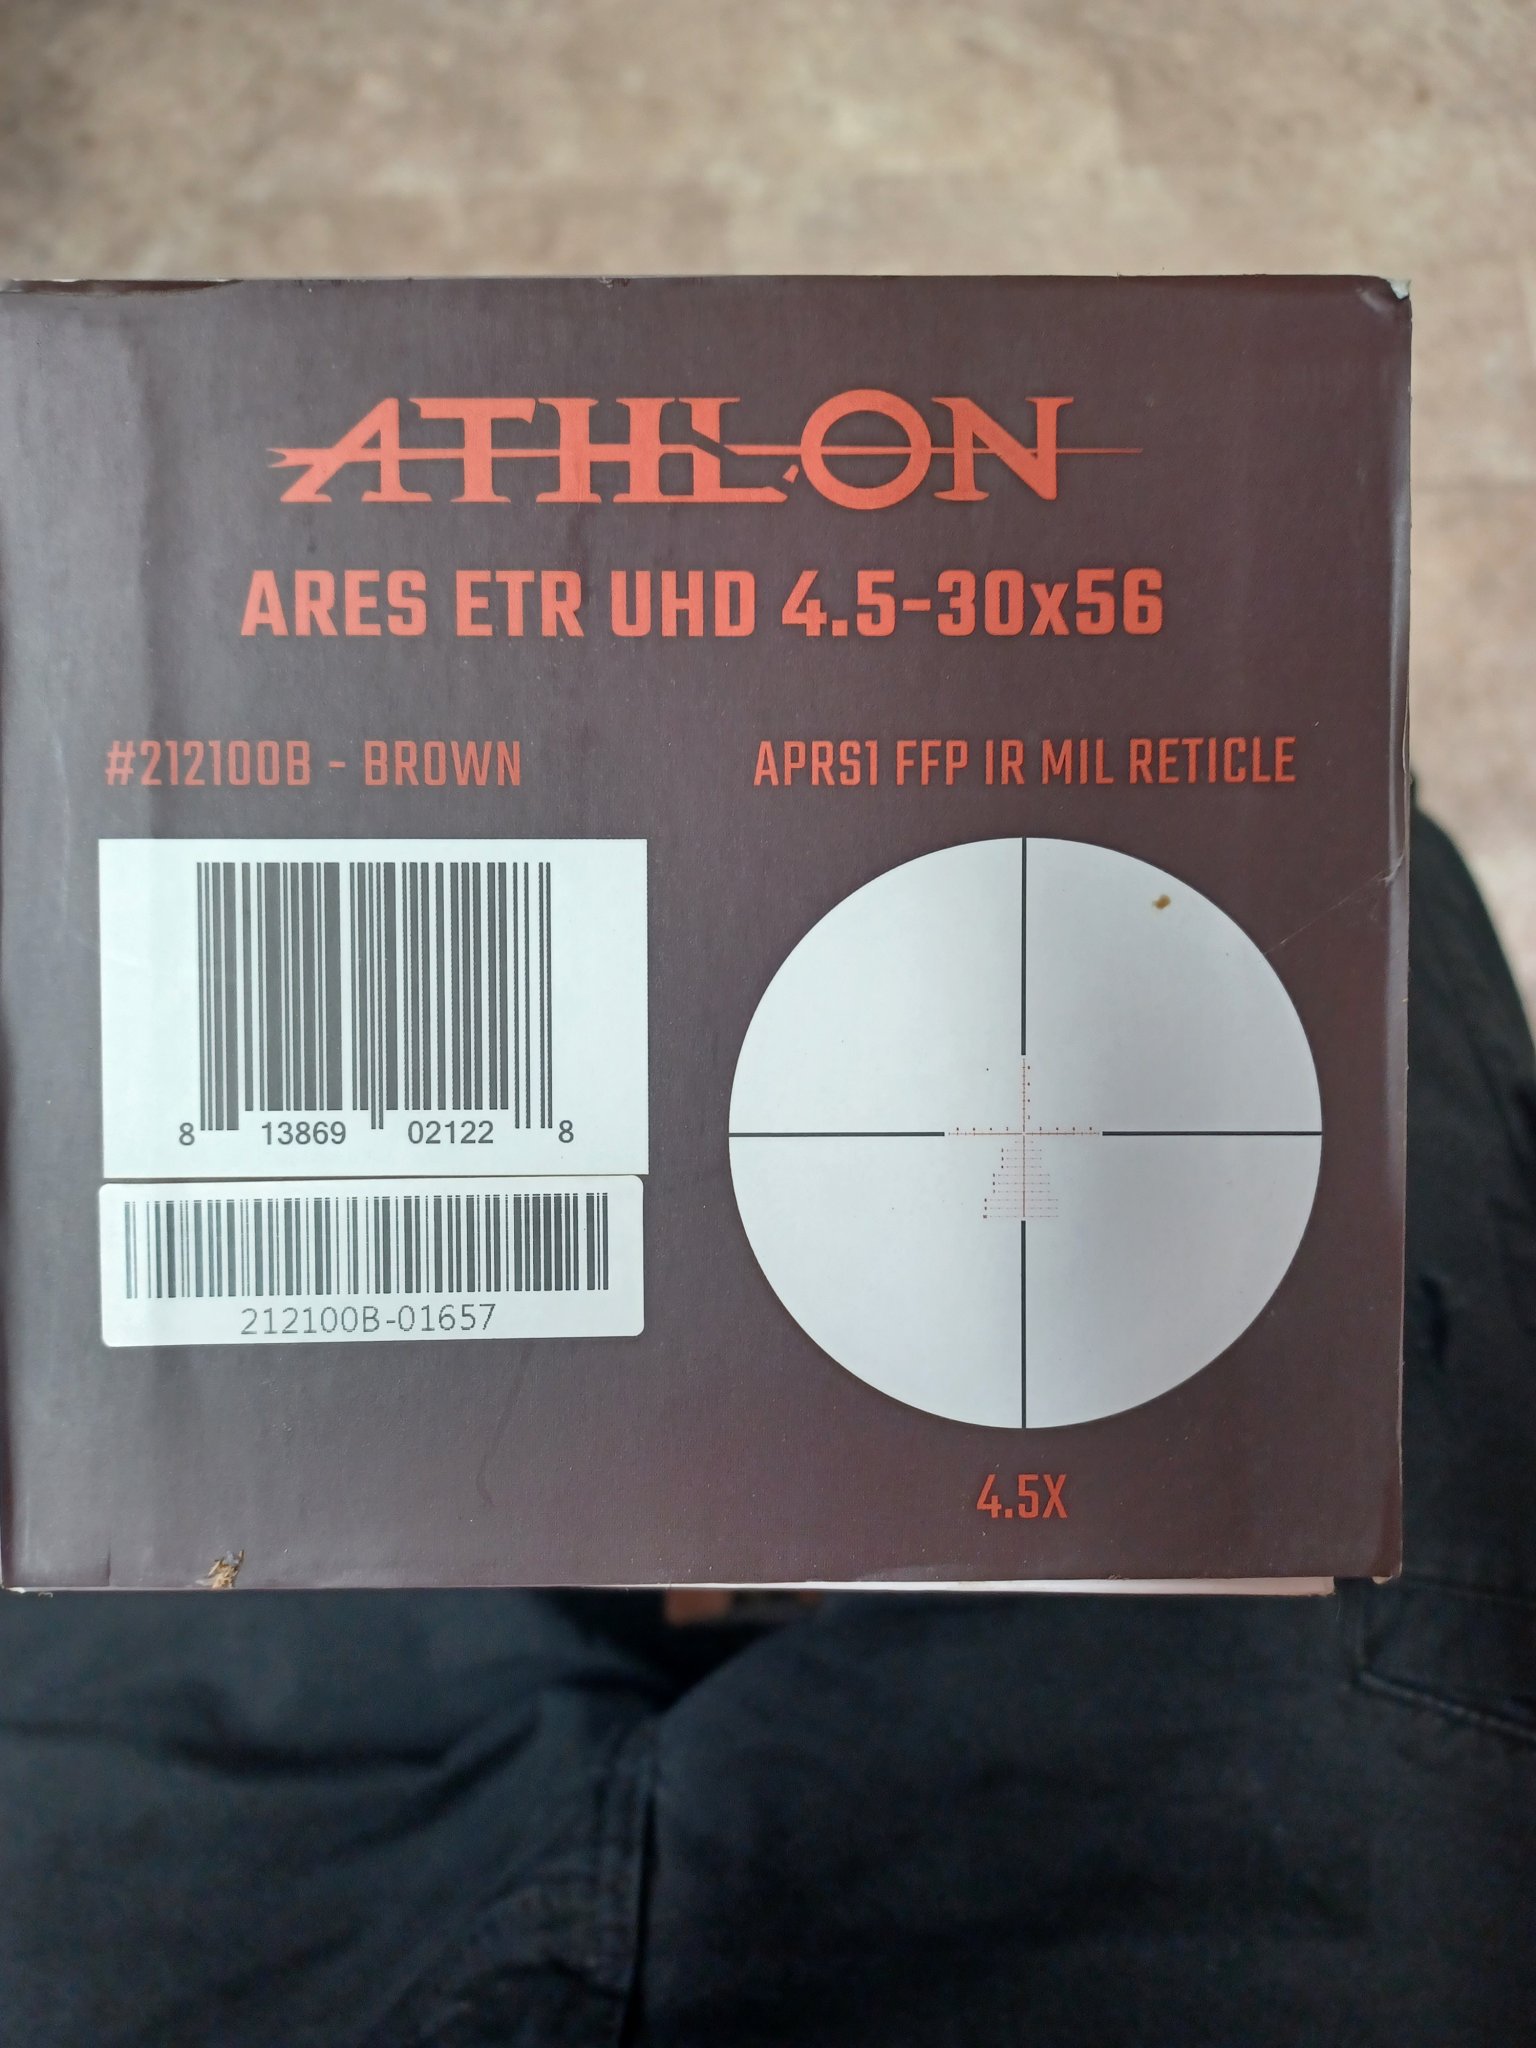 ATHLON
ARES ETR UHD 4.5-30x56
#212100B - BROWN
APRS1 FFP IR MIL RETICLE
8 13869 02122 8
212100B-01657
4.5X